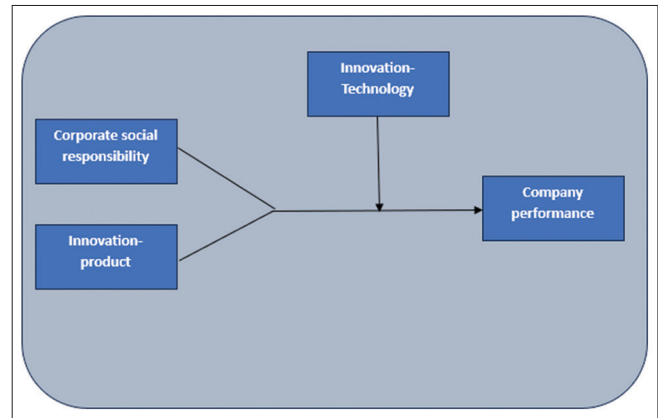 Innovation-
Technology
Corporate social
responsibility
Company
performance
Innovation-
product